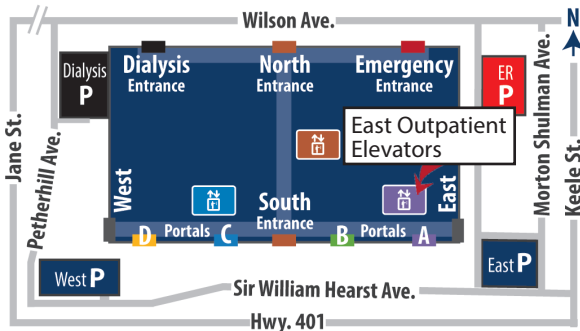 Wilson Ave.
N
Dialysis
P
Dialysis
Entrance
North
Entrance
Emergency
Entrance
ER
P
Jane St.
Petherhill Ave.
Morton Shulman Ave.
Keele St.
East Outpatient
Elevators
West
East
South
Entrance
D
Portals
C
B
Portals
A
West P
East P
Sir William Hearst Ave.
Hwy. 401